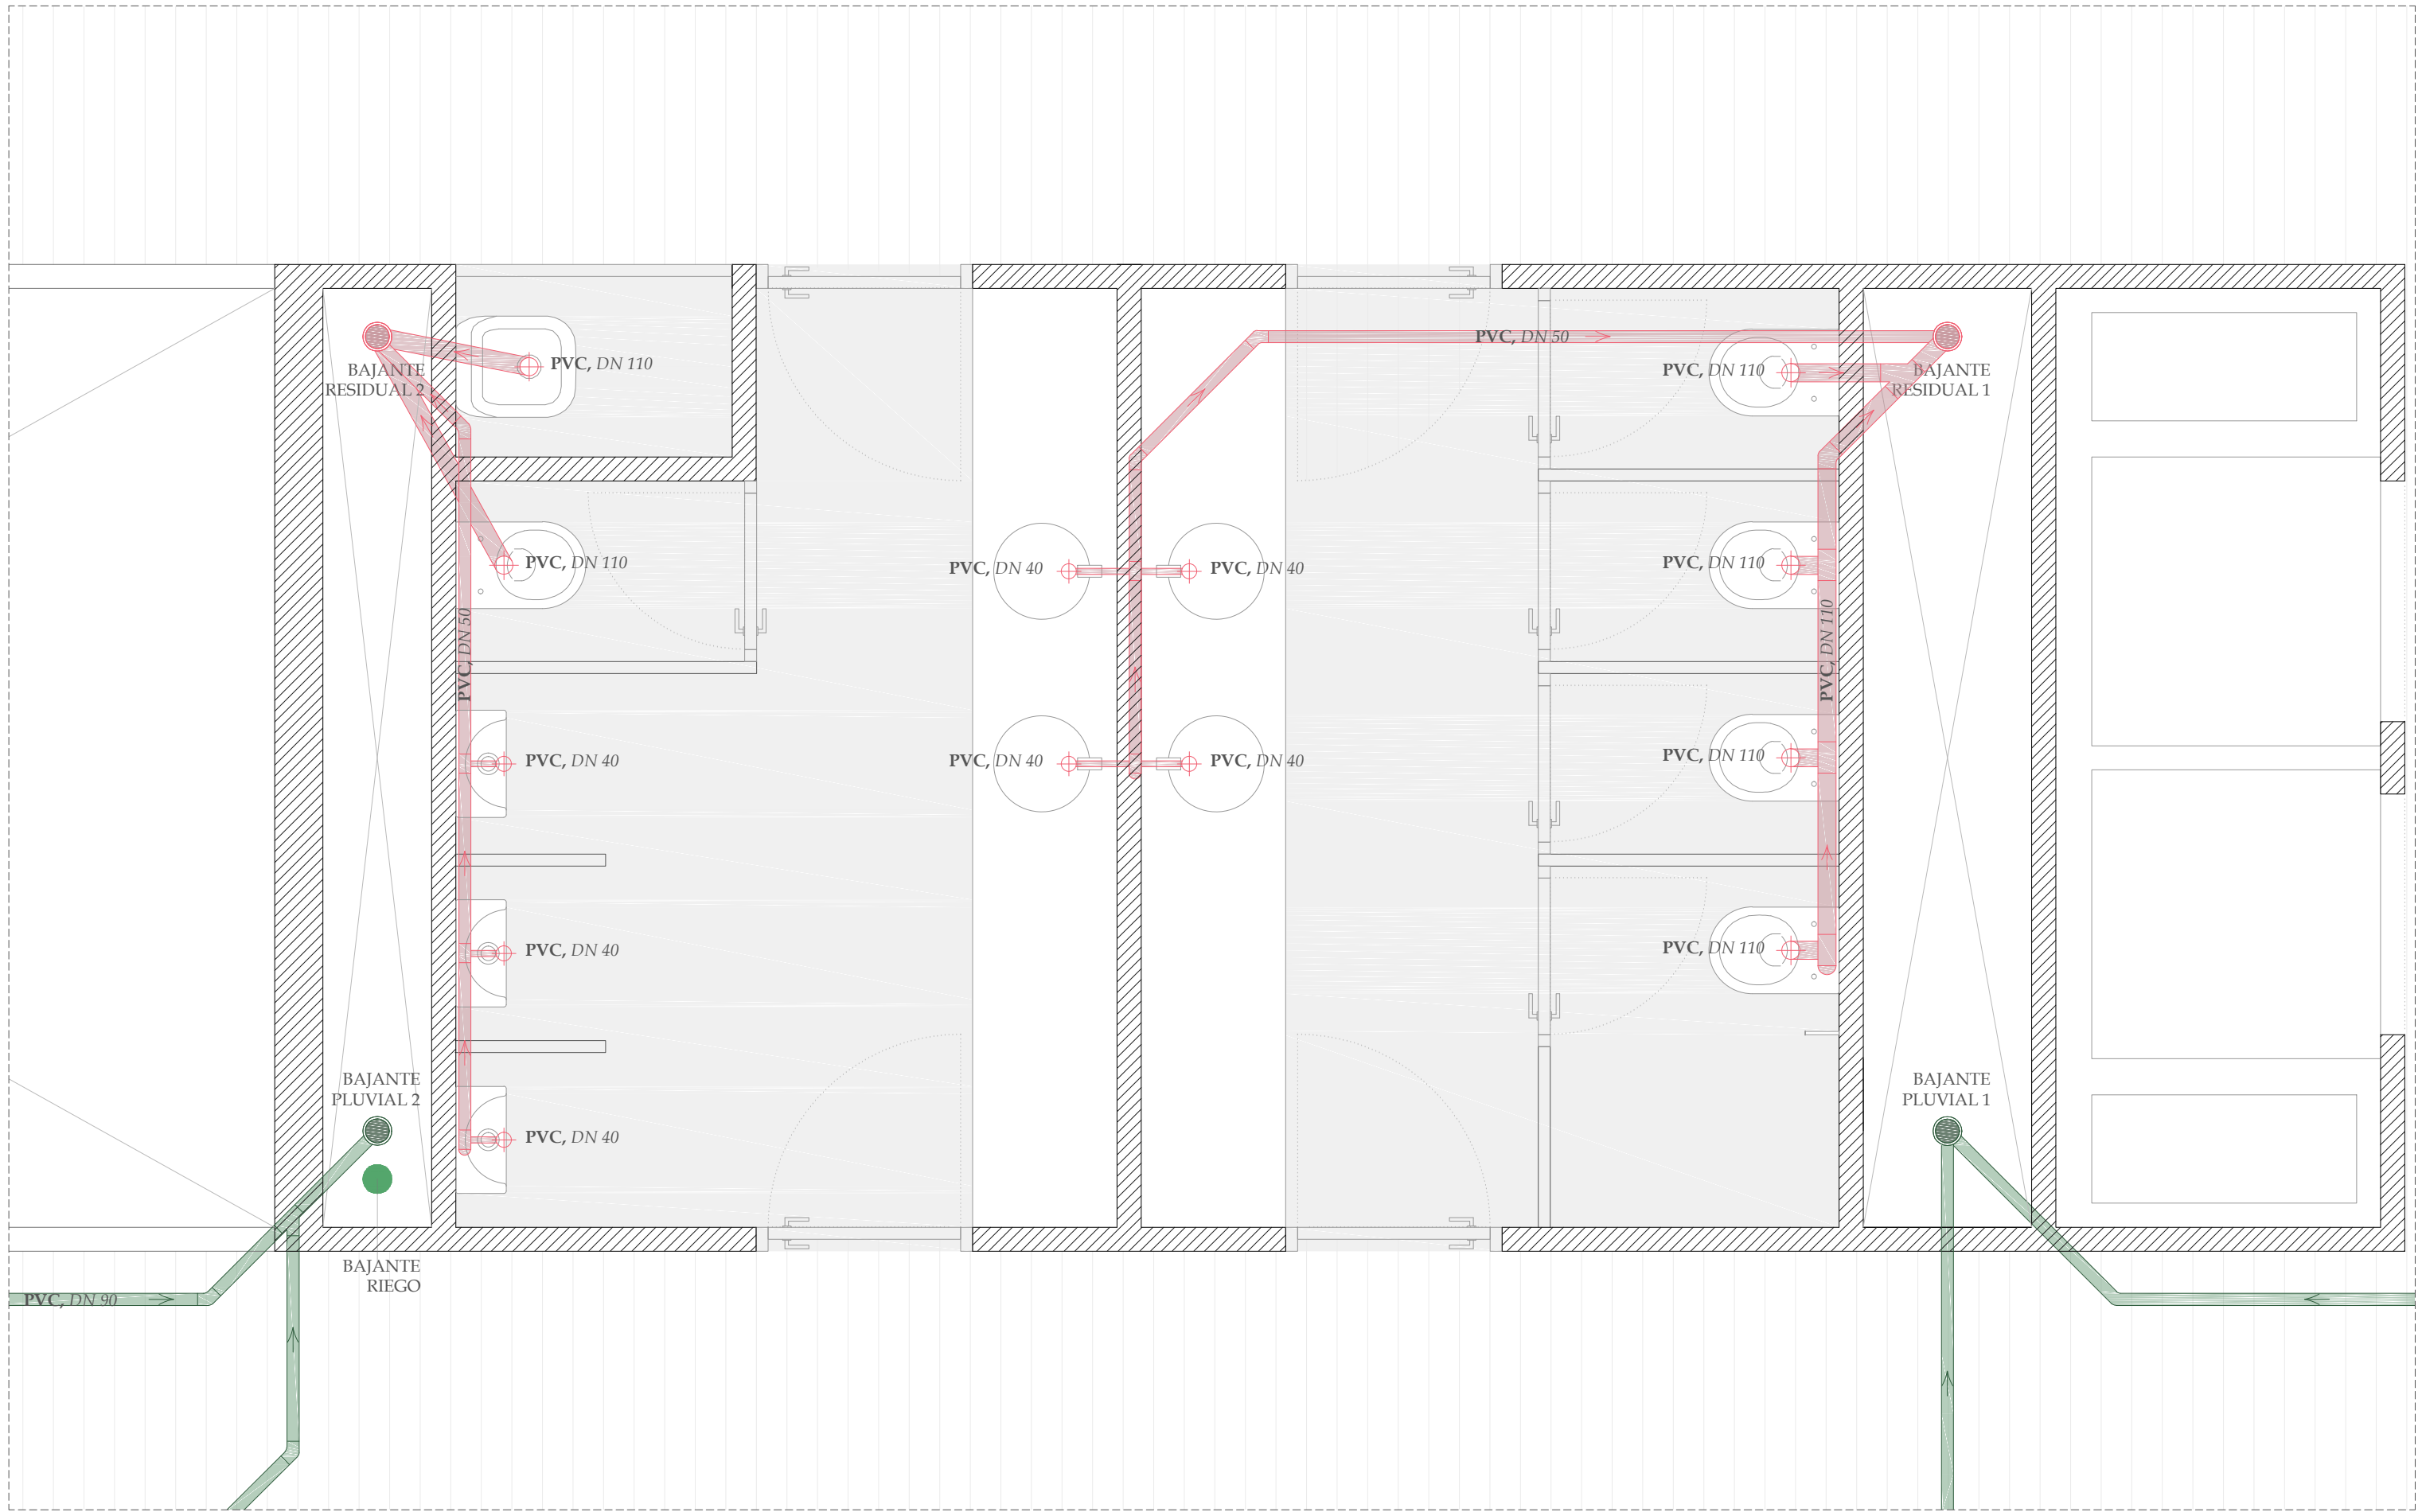 PVC, DN 50
BAJANTE
RESIDUAL 2
PVC, DN 110
PVC, DN 110
BAJANTE
RESIDUAL 1
PVC, DN 110
PVC, DN 110
PVC, DN 40
PVC, DN 40
PVC, DN 50
PVC, DN 110
PVC, DN 40
PVC, DN 40
PVC, DN 40
PVC, DN 110
PVC, DN 40
PVC, DN 110
BAJANTE
PLUVIAL 2
BAJANTE
PLUVIAL 1
PVC, DN 40
BAJANTE
RIEGO
PVC, DN 90